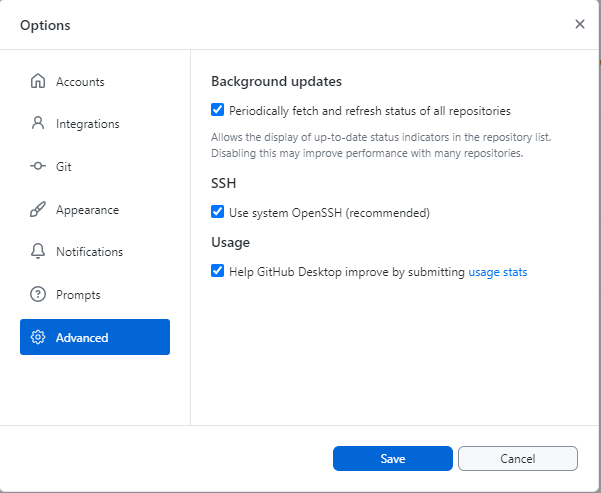 Options
Accounts
Integrations
Git
Appearance
Notifications
Prompts
Advanced
Background updates
Periodically fetch and refresh status of all repositories
Allows the display of up-to-date status indicators in the repository list.
Disabling this may improve performance with many repositories.
SSH
Use system OpenSSH (recommended)
Usage
Help GitHub Desktop improve by submitting usage stats
Save
Cancel